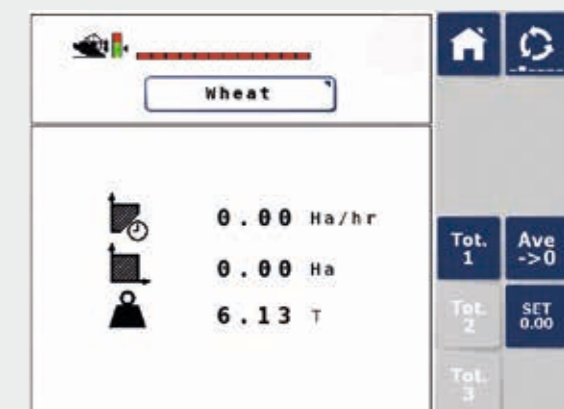 Wheat
0.00 Ha/hr
0.00 Ha
6.13 T
Tot.
1
Ave
->0
Tot.
2
SET
0.00
Tot.
3